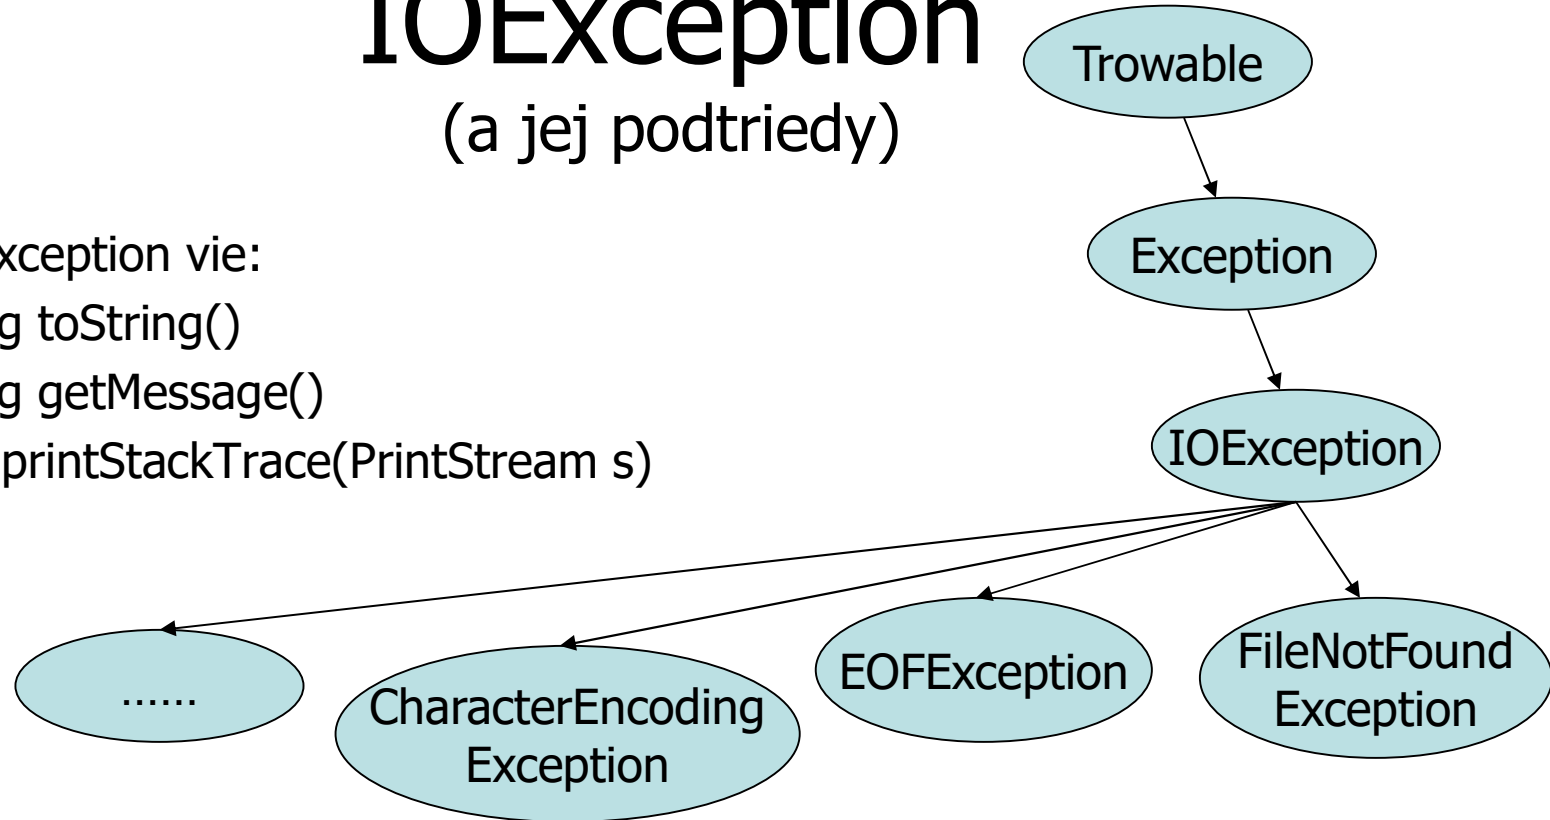 IOException
(a jej podtriedy)
xception vie:
g toString()
g getMessage()
printStackTrace(PrintStream s)
Trowable
Exception
IOException
......
CharacterEncoding
Exception
EOFException
FileNotFound
Exception